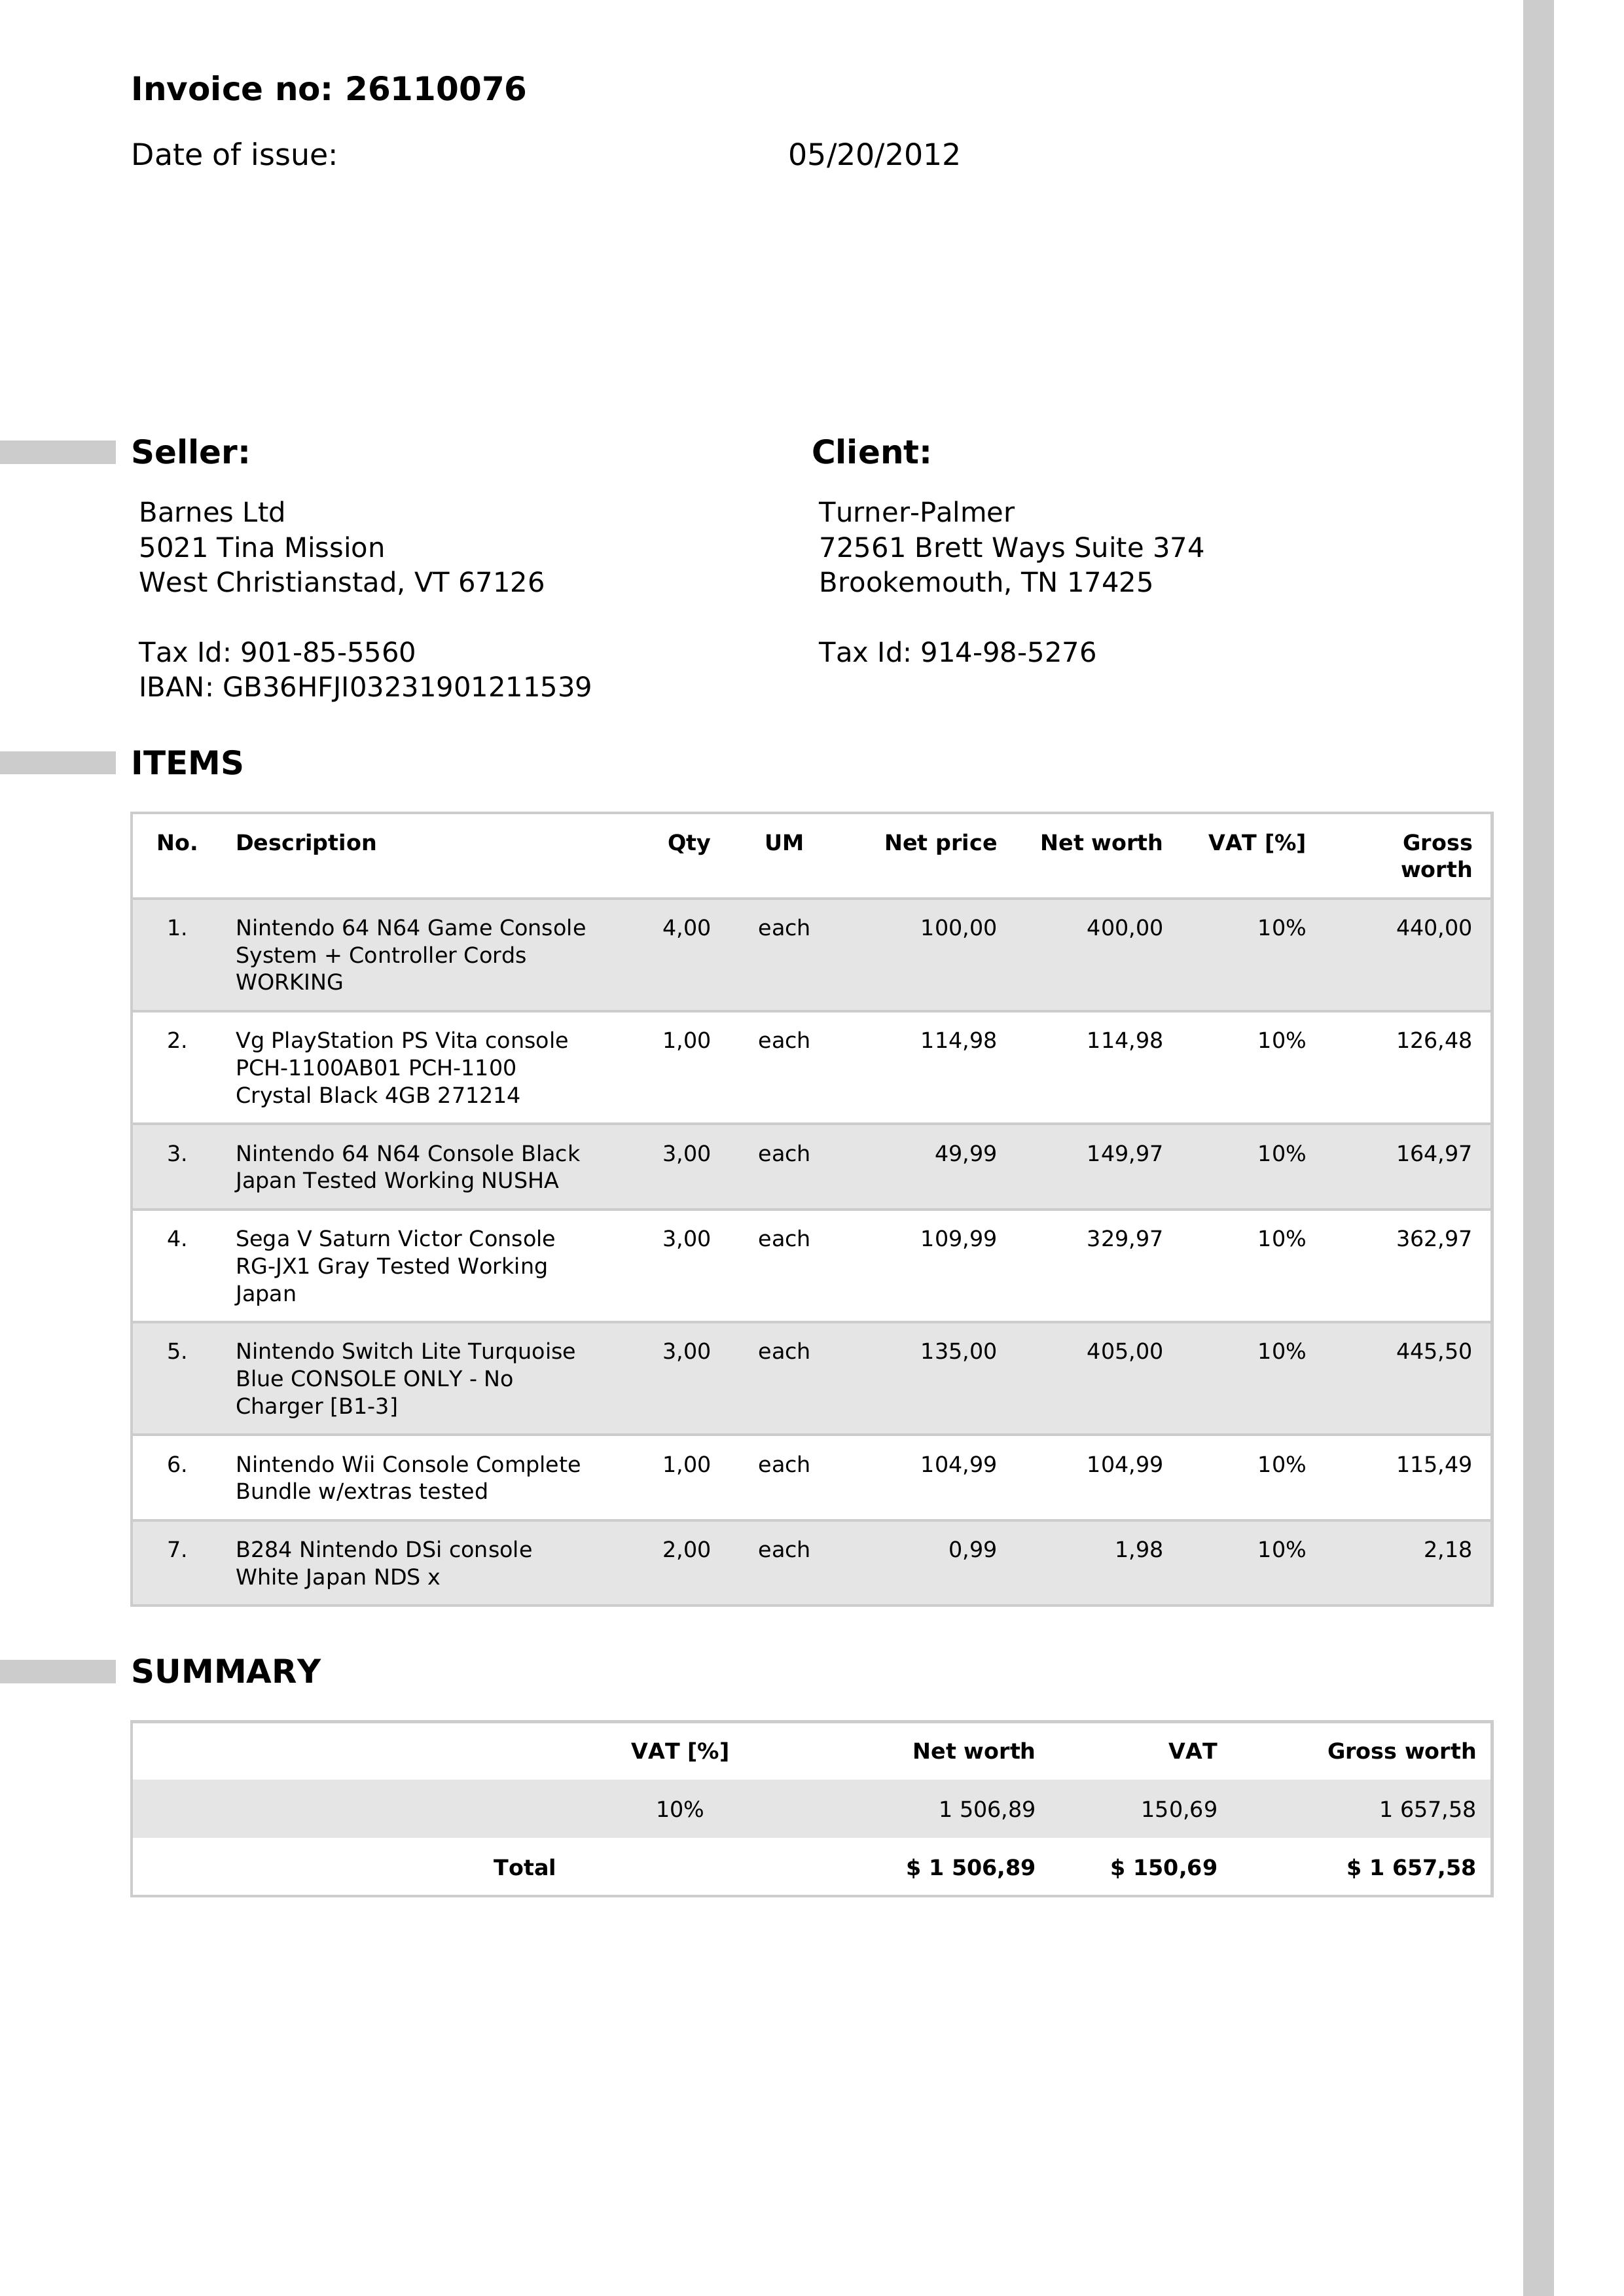 Invoice no: 26110076
Date of issue: 05/20/2012
Seller: Client:
Barnes Ltd Turner-Palmer
5021 Tina Mission 72561 Brett Ways Suite 374
West Christianstad, VT 67126 Brookemouth, TN 17425
Tax Id: 901-85-5560 Tax Id: 914-98-5276
IBAN: GB36HFJI03231901211539
ITEMS
No. Description Qty UM Net price Net worth VAT [%] Gross
worth
1. Nintendo 64 N64 Game Console 4,00 each 100,00 400,00 10% 440,00
System + Controller Cords
WORKING
2. Vg PlayStation PS Vita console 1,00 each 114,98 114,98 10% 126,48
PCH-1100AB01 PCH-1100
Crystal Black 4GB 271214
3. Nintendo 64 N64 Console Black 3,00 each 49,99 149,97 10% 164,97
Japan Tested Working NUSHA
4. Sega V Saturn Victor Console 3,00 each 109,99 329,97 10% 362,97
RG-JX1 Gray Tested Working
Japan
5. Nintendo Switch Lite Turquoise 3,00 each 135,00 405,00 10% 445,50
Blue CONSOLE ONLY - No
Charger [B1-3]
6. Nintendo Wii Console Complete 1,00 each 104,99 104,99 10% 115,49
Bundle w/extras tested
7. B284 Nintendo DSi console 2,00 each 0,99 1,98 10% 2,18
White Japan NDS x
SUMMARY
VAT [%] Net worth VAT Gross worth
10% 1 506,89 150,69 1 657,58
Total $ 1 506,89 $ 150,69 $ 1 657,58